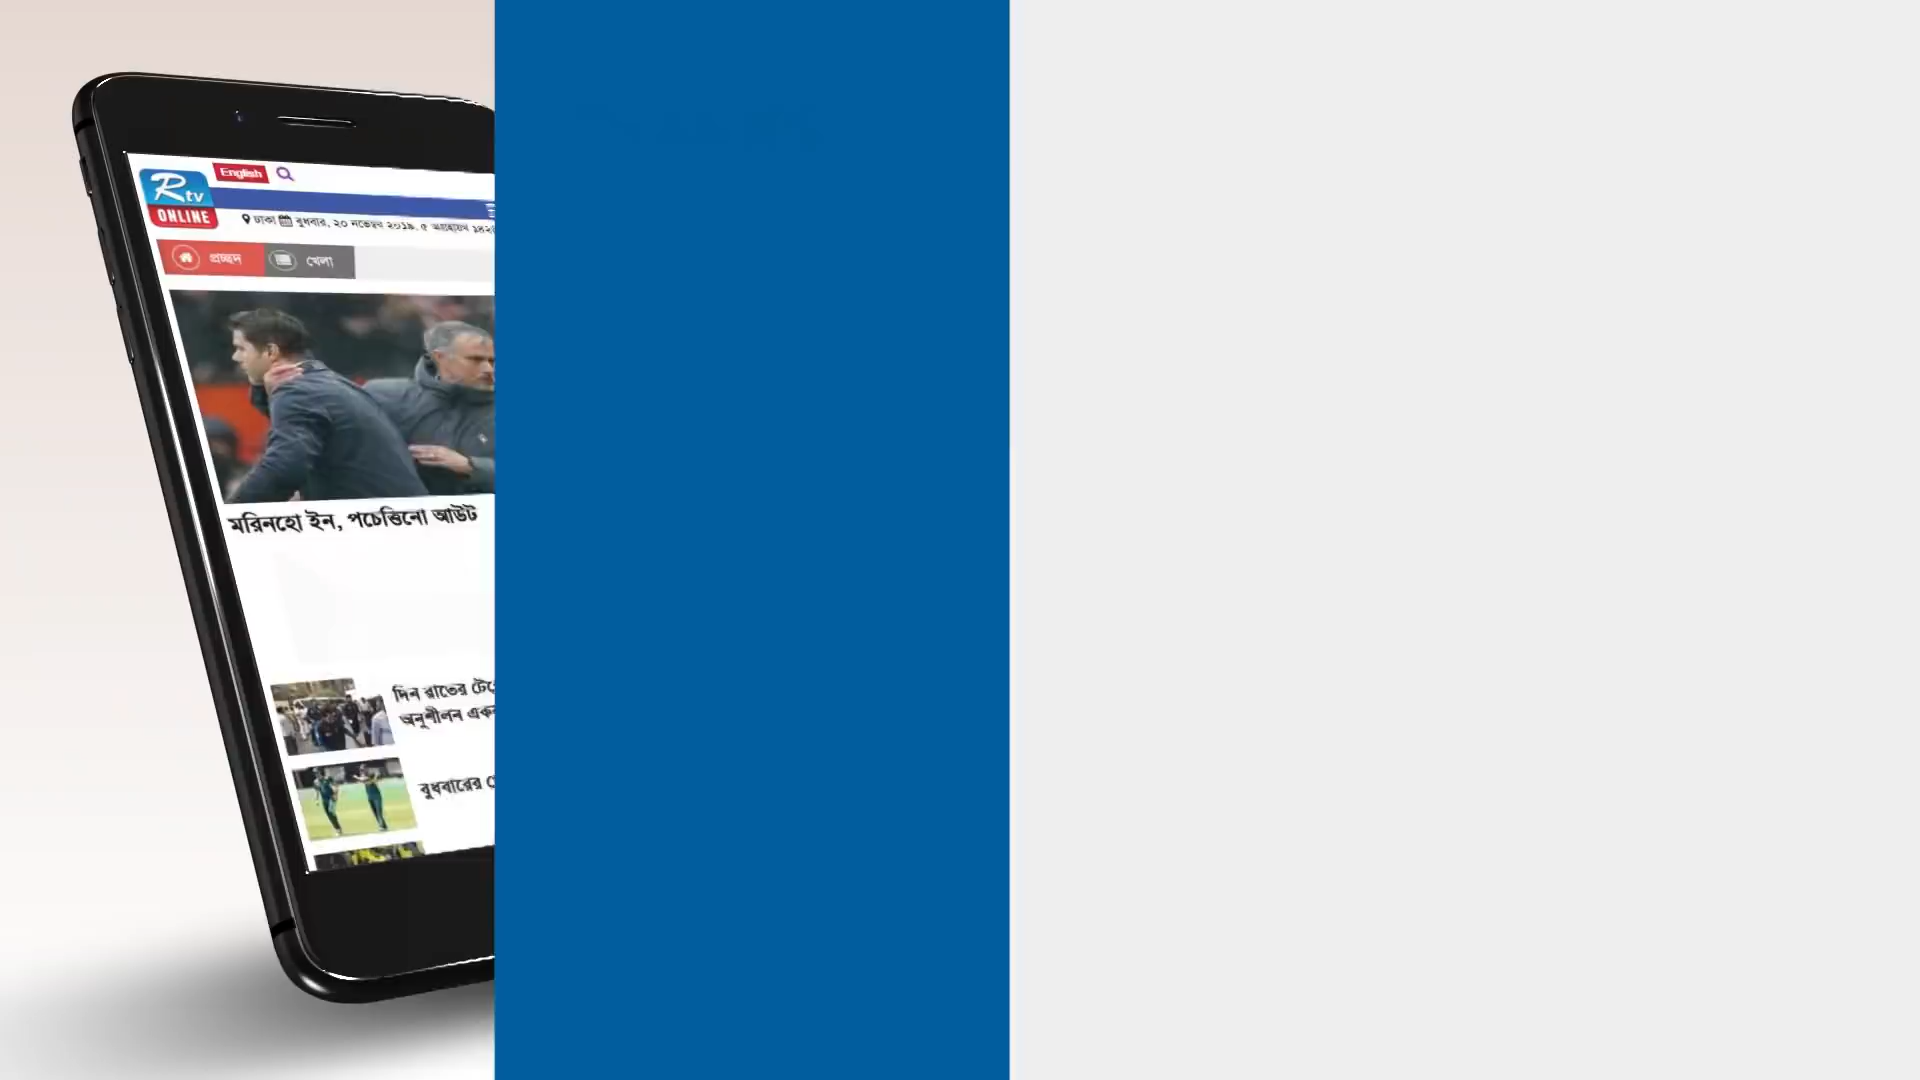 English
Rtv
ONLINE
ঢাকা বুধবার, ২০ নভেম্বর ২০১৯, ৫ অগ্রহায়ণ
প্রচ্ছদ
খেলা
মরিনহো ইন, পচেত্তিনো আউট
দিন রাতের
অনুশীলন
বুধবারের